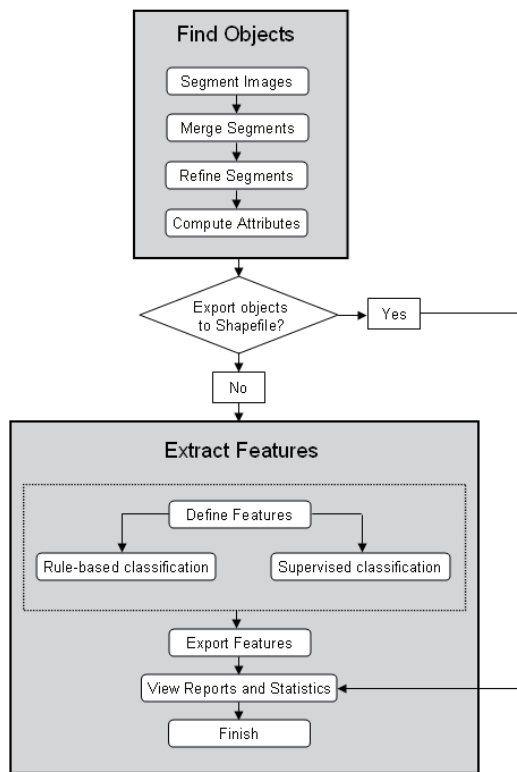 Find Objects
Segment Images
Merge Segments
Refine Segments
Compute Attributes
Export objects
to Shapefile?
Yes
No
Extract Features
Define Features
Rule-based classification
Supervised classification
Export Features
View Reports and Statistics
Finish